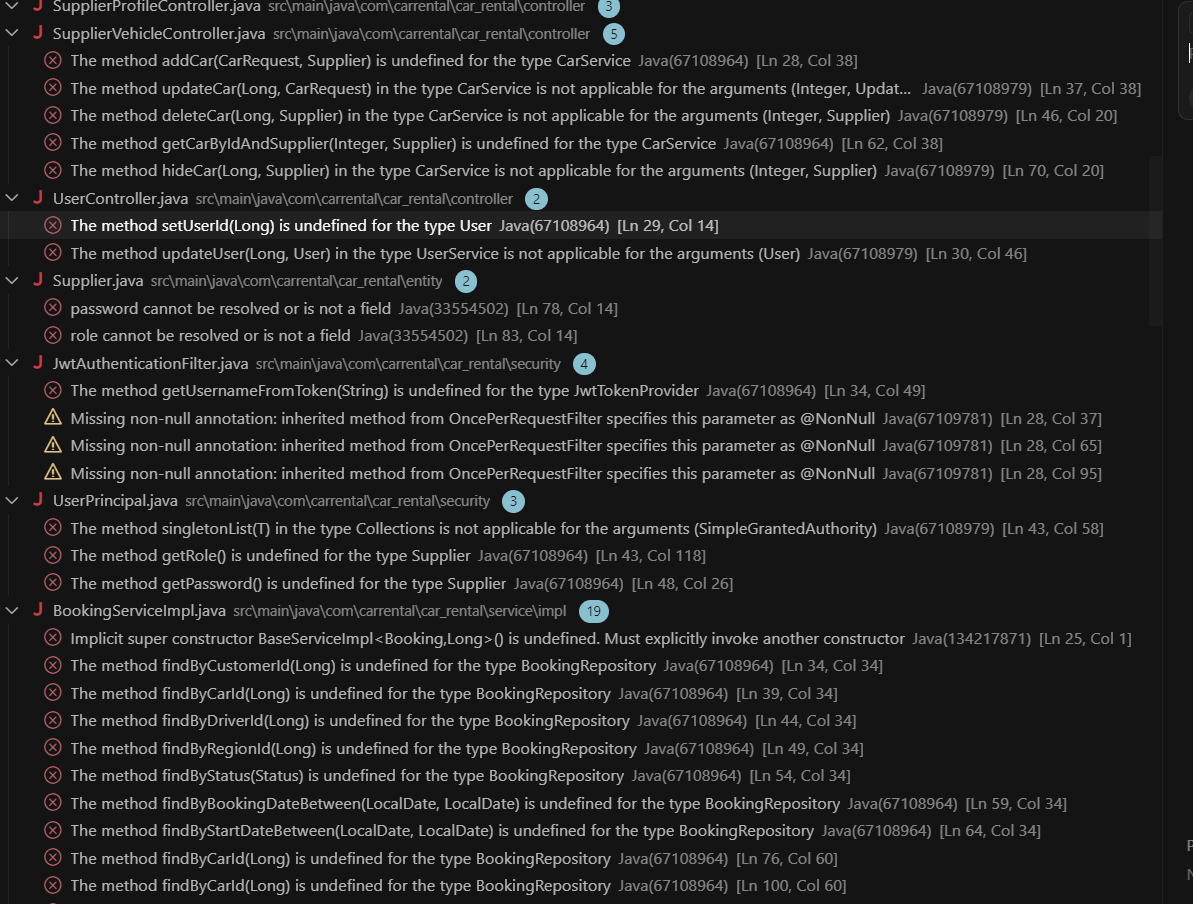 SupplierProfileController.java src\main\java\com\carrental\car_rental\controller 3
SupplierVehicleController.java src\main\java\com\carrental\car_rental\controller 5
The method addCar(CarRequest, Supplier) is undefined for the type CarService Java(67108964) [Ln 28, Col 38]
The method updateCar(Long, CarRequest) in the type CarService is not applicable for the arguments (Integer, Updat... Java(67108979) [Ln 37, Col 38]
The method deleteCar(Long, Supplier) in the type CarService is not applicable for the arguments (Integer, Supplier) Java(67108979) [Ln 46, Col 20]
The method getCarByIdAndSupplier(Integer, Supplier) is undefined for the type CarService Java(67108964) [Ln 62, Col 38]
The method hideCar(Long, Supplier) in the type CarService is not applicable for the arguments (Integer, Supplier) Java(67108979) [Ln 70, Col 20]
UserController.java src\main\java\com\carrental\car_rental\controller 2
The method setUserId(Long) is undefined for the type User Java(67108964) [Ln 29, Col 14]
The method updateUser(Long, User) in the type UserService is not applicable for the arguments (User) Java(67108979) [Ln 30, Col 46]
Supplier.java src\main\java\com\carrental\car_rental\entity 2
password cannot be resolved or is not a field Java(33554502) [Ln 78, Col 14]
role cannot be resolved or is not a field Java(33554502) [Ln 83, Col 14]
JwtAuthenticationFilter.java src\main\java\com\carrental\car_rental\security 4
The method getUsernameFromToken(String) is undefined for the type JwtTokenProvider Java(67108964) [Ln 34, Col 49]
Missing non-null annotation: inherited method from OncePerRequestFilter specifies this parameter as @NonNull Java(67109781) [Ln 28, Col 37]
Missing non-null annotation: inherited method from OncePerRequestFilter specifies this parameter as @NonNull Java(67109781) [Ln 28, Col 65]
Missing non-null annotation: inherited method from OncePerRequestFilter specifies this parameter as @NonNull Java(67109781) [Ln 28, Col 95]
UserPrincipal.java src\main\java\com\carrental\car_rental\security 3
The method singletonList(T) in the type Collections is not applicable for the arguments (SimpleGrantedAuthority) Java(67108979) [Ln 43, Col 58]
The method getRole() is undefined for the type Supplier Java(67108964) [Ln 43, Col 118]
The method getPassword() is undefined for the type Supplier Java(67108964) [Ln 48, Col 26]
BookingServiceImpl.java src\main\java\com\carrental\car_rental\service\impl 19
Implicit super constructor BaseServiceImpl<Booking,Long>() is undefined. Must explicitly invoke another constructor Java(134217871) [Ln 25, Col 1]
The method findByCustomerId(Long) is undefined for the type BookingRepository Java(67108964) [Ln 34, Col 34]
The method findByCarId(Long) is undefined for the type BookingRepository Java(67108964) [Ln 39, Col 34]
The method findByDriverId(Long) is undefined for the type BookingRepository Java(67108964) [Ln 44, Col 34]
The method findByRegionId(Long) is undefined for the type BookingRepository Java(67108964) [Ln 49, Col 34]
The method findByStatus(Status) is undefined for the type BookingRepository Java(67108964) [Ln 54, Col 34]
The method findByBookingDateBetween(LocalDate, LocalDate) is undefined for the type BookingRepository Java(67108964) [Ln 59, Col 34]
The method findByStartDateBetween(LocalDate, LocalDate) is undefined for the type BookingRepository Java(67108964) [Ln 64, Col 34]
The method findByCarId(Long) is undefined for the type BookingRepository Java(67108964) [Ln 76, Col 60]
The method findByCarId(Long) is undefined for the type BookingRepository Java(67108964) [Ln 100, Col 60]